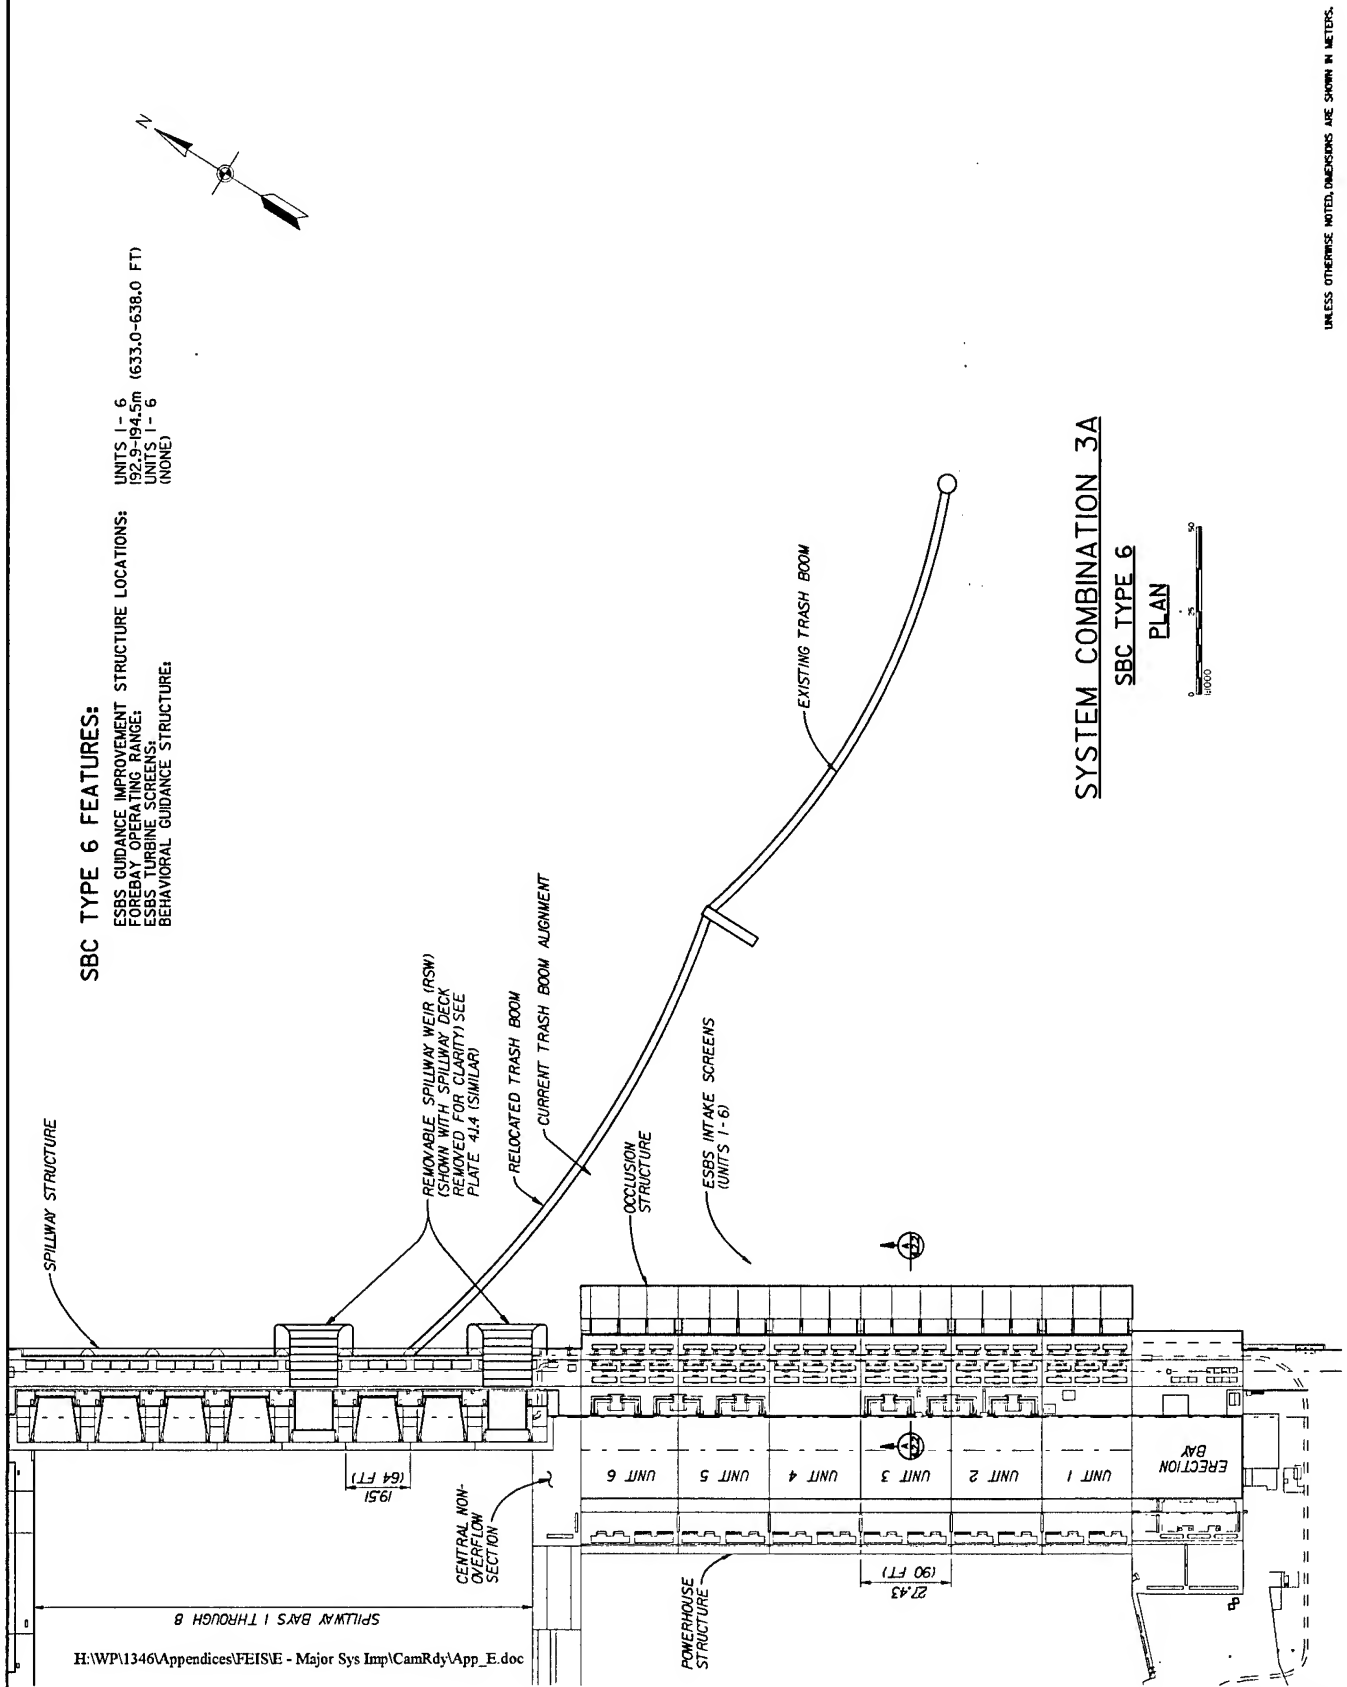 UNLESS OTHERWISE NOTED, DIMENSIONS ARE SHOWN IN METERS.
N
SBC TYPE 6 FEATURES:
ESBS GUIDANCE IMPROVEMENT STRUCTURE LOCATIONS: UNITS 1 - 6
FOREBAY OPERATING RANGE: 192.9-194.5m (633.0-638.0 FT)
ESBS TURBINE SCREENS: UNITS 1 - 6
BEHAVIORAL GUIDANCE STRUCTURE: (NONE)
SPILLWAY STRUCTURE
REMOVABLE SPILLWAY WEIR (RSW)
(SHOWN WITH SPILLWAY DECK
REMOVED FOR CLARITY) SEE
PLATE 4.1.4 (SIMILAR)
RELOCATED TRASH BOOM
CURRENT TRASH BOOM ALIGNMENT
EXISTING TRASH BOOM
OCCLUSION
STRUCTURE
ESBS INTAKE SCREENS
(UNITS 1-6)
SYSTEM COMBINATION 3A
SBC TYPE 6
PLAN
0 25 50
1:1000
A
A
19.51
(64 FT)
CENTRAL NON-
OVERFLOW
SECTION
SPILLWAY BAYS 1 THROUGH 8
UNIT 6
UNIT 5
UNIT 4
UNIT 3
UNIT 2
UNIT 1
ERECTION
BAY
27.43
(90 FT)
POWERHOUSE
STRUCTURE
H:\WP\1346\Appendices\FEIS\E - Major Sys Imp\CamRdy\App_E.doc